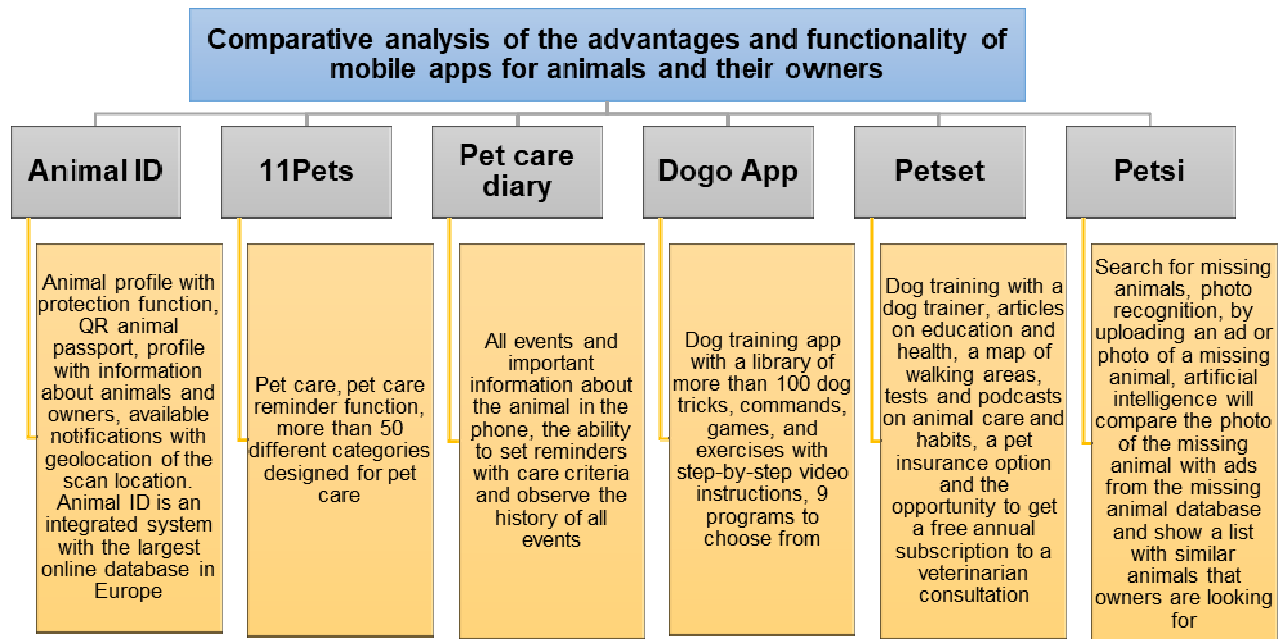 Comparative analysis of the advantages and functionality of
mobile apps for animals and their owners
Animal ID
11Pets
Pet care
diary
Dogo App
Petset
Petsi
Animal profile with
protection function,
QR animal
passport, profile
with information
about animals and
owners, available
notifications with
geolocation of the
scan location.
Animal ID is an
integrated system
with the largest
online database in
Europe
Pet care, pet care
reminder function,
more than 50
different categories
designed for pet
care
All events and
important
information about
the animal in the
phone, the ability
to set reminders
with care criteria
and observe the
history of all
events
Dog training app
with a library of
more than 100 dog
tricks, commands,
games, and
exercises with
step-by-step video
instructions, 9
programs to
choose from
Dog training with a
dog trainer, articles
on education and
health, a map of
walking areas,
tests and podcasts
on animal care and
habits, a pet
insurance option
and the
opportunity to get
a free annual
subscription to a
veterinarian
consultation
Search for missing
animals, photo
recognition, by
uploading an ad or
photo of a missing
animal, artificial
intelligence will
compare the photo
of the missing
animal with ads
from the missing
animal database
and show a list
with similar
animals that
owners are looking
for